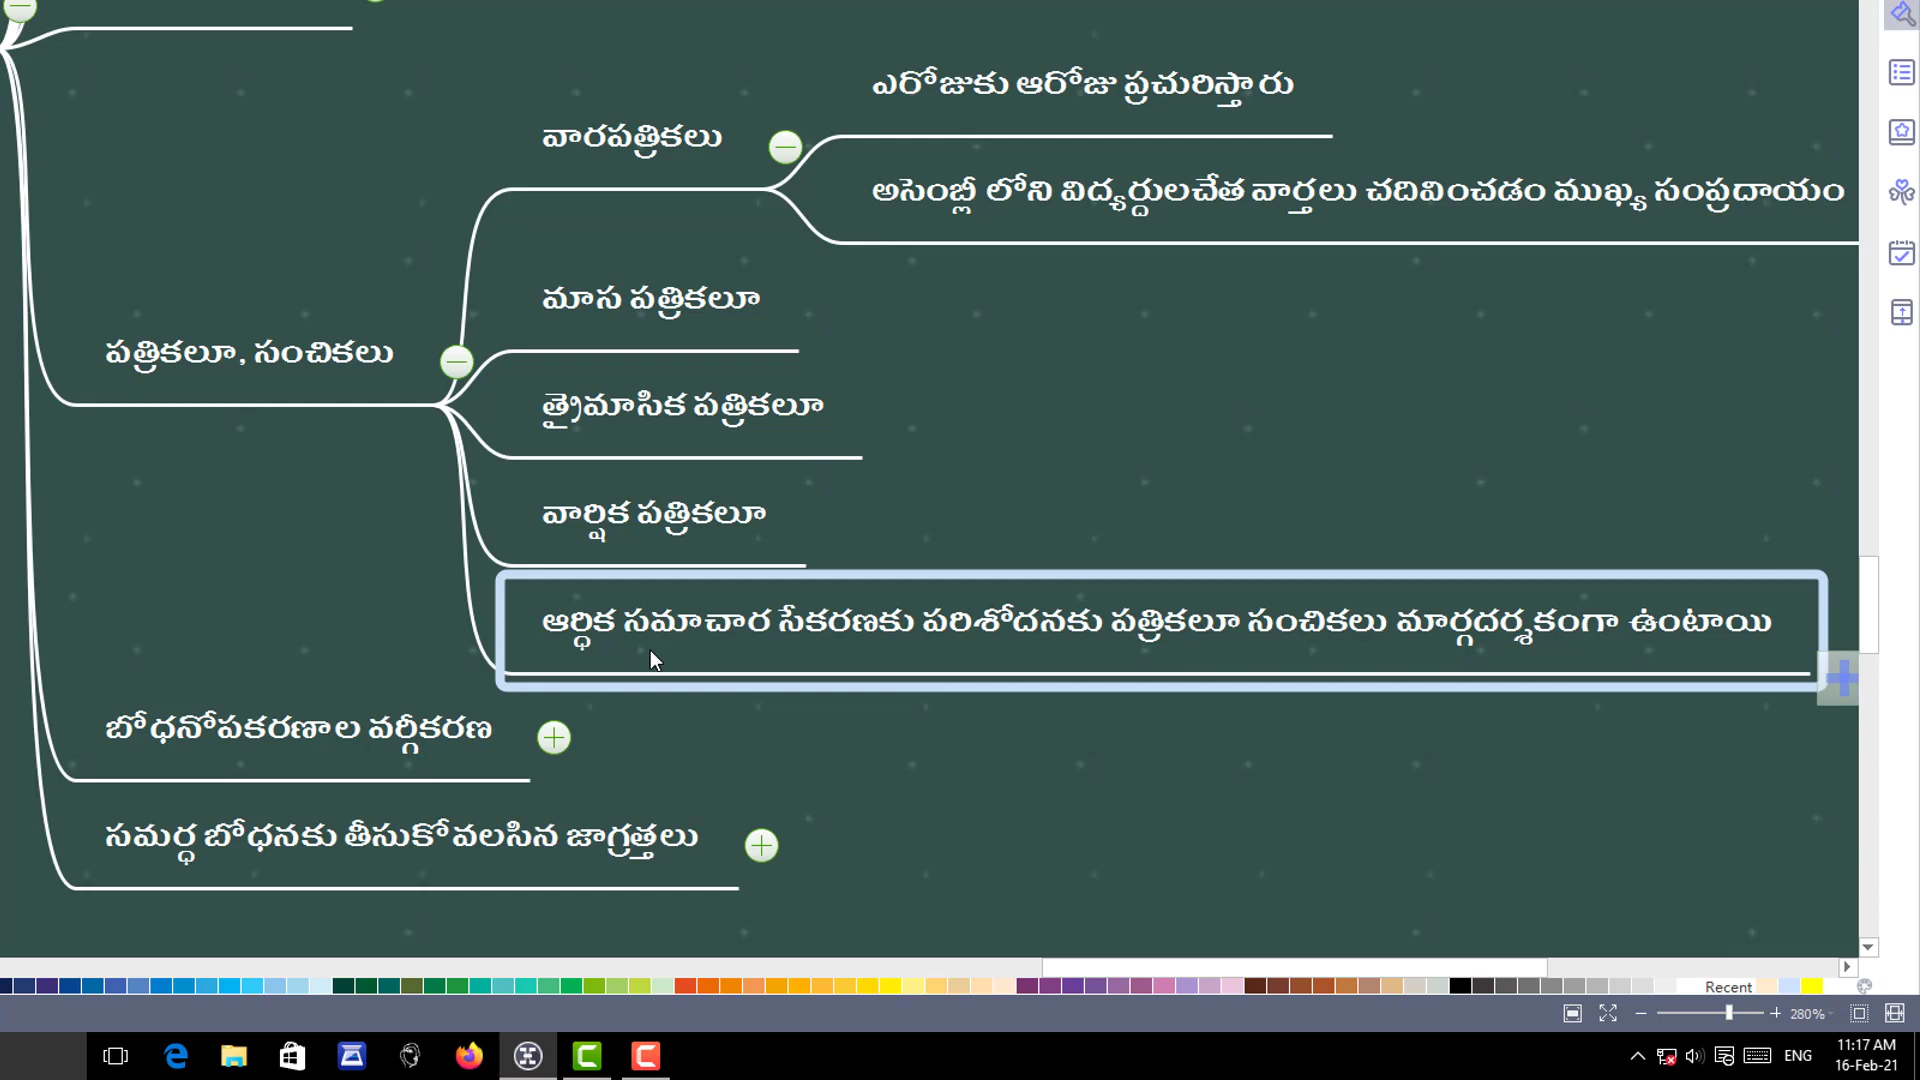 ఎరోజుకు ఆరోజు ప్రచురిస్తారు
వారపత్రికలు
అసెంబ్లీ లోని విద్యర్దులచేత వార్తలు చదివించడం ముఖ్య సంప్రదాయం
మాస పత్రికలూ
పత్రికలూ, సంచికలు
త్రైమాసిక పత్రికలూ
వార్షిక పత్రికలూ
ఆర్ధిక సమాచార సేకరణకు పరిశోదనకు పత్రికలూ సంచికలు మార్గదర్శకంగా ఉంటాయి
బోధనోపకరణాల వర్గీకరణ
సమర్ధ బోధనకు తీసుకోవలసిన జాగ్రత్తలు
Recent
280%
ENG
11:17 AM
16-Feb-21